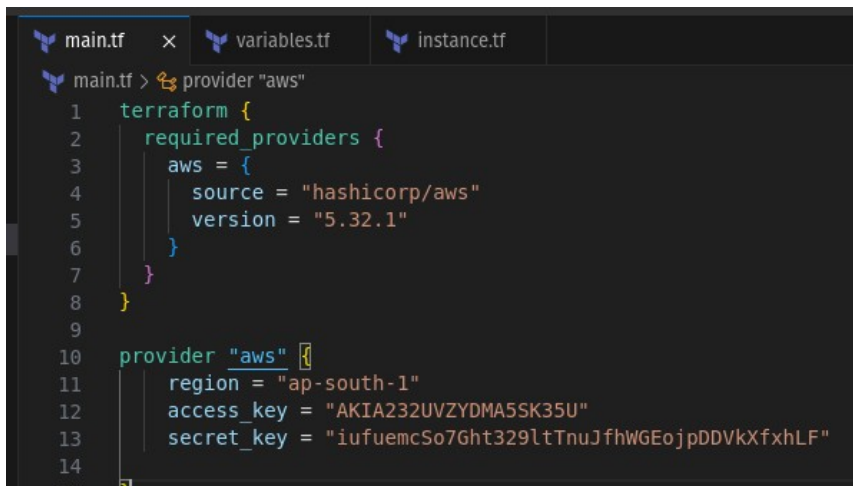 main.tf × variables.tf instance.tf
main.tf > provider "aws"
1 terraform {
2 required_providers {
3 aws = {
4 source = "hashicorp/aws"
5 version = "5.32.1"
6 }
7 }
8 }
9
10 provider "aws" {
11 region = "ap-south-1"
12 access_key = "AKIA232UVZYDMA5SK35U"
13 secret_key = "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"
14
}